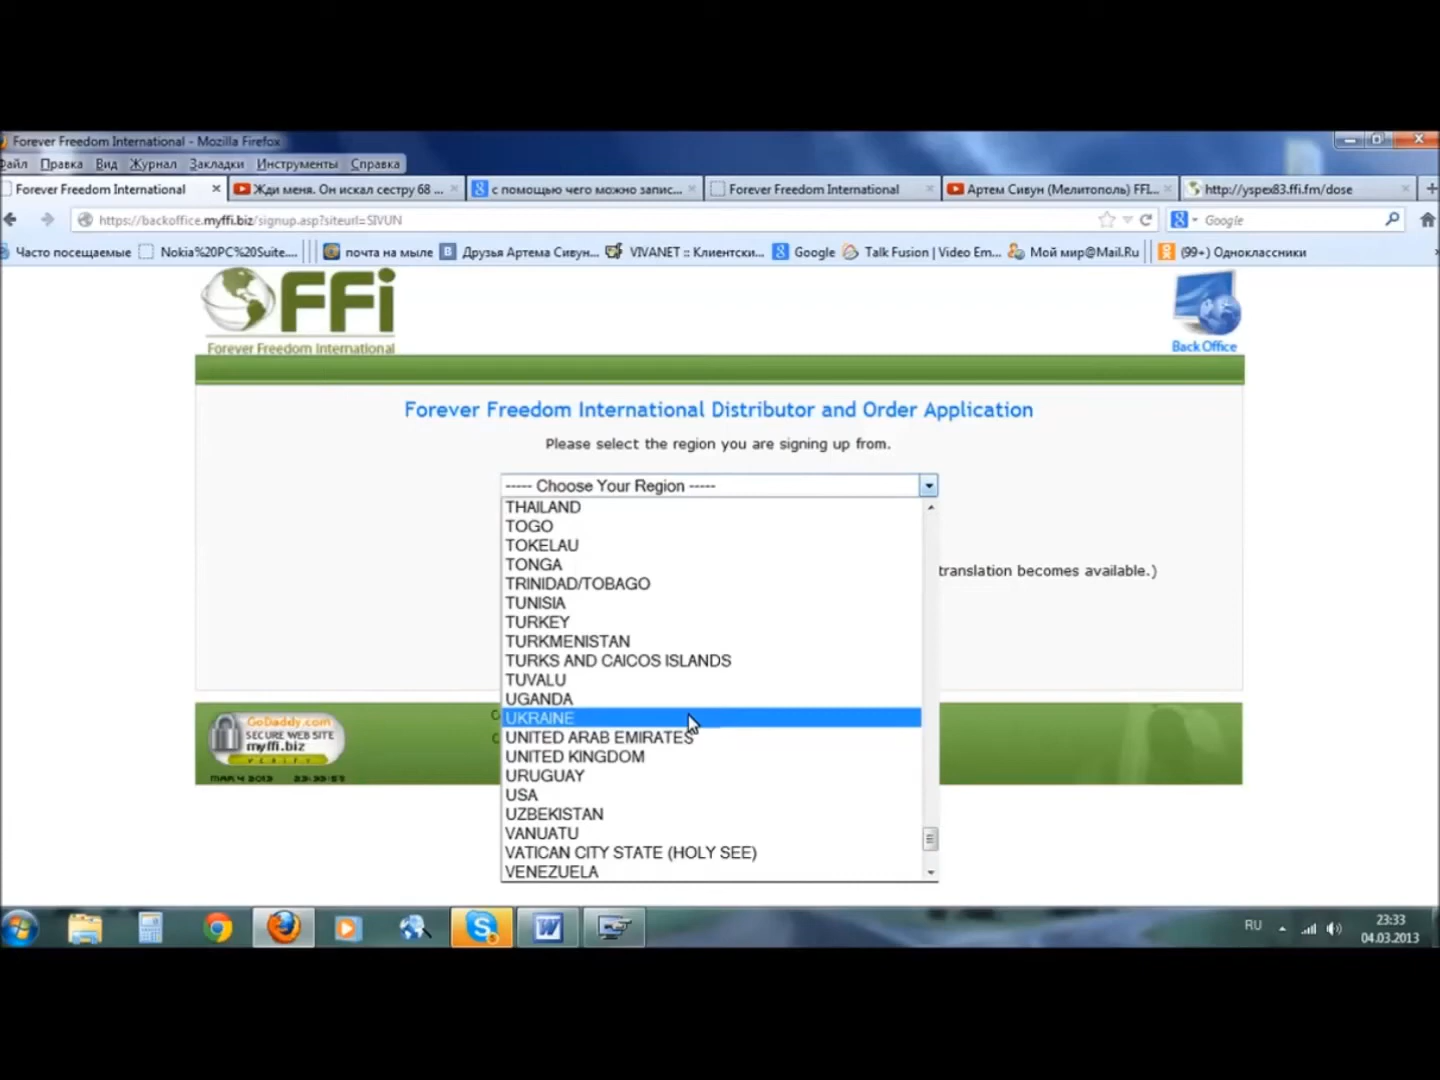 Forever Freedom International - Mozilla Firefox
Файл Правка Вид Журнал Закладки Инструменты Справка
Forever Freedom International
Жди меня. Он искал сестру 68 ...
с помощью чего можно запис...
Forever Freedom International
Артем Сивун (Мелитополь) FFI...
http://yspex83.ffi.fm/dose
https://backoffice.myffi.biz/signup.asp?siteurl=SIVUN
Google
Часто посещаемые
Nokia%20PC%20Suite....
почта на мыле
Друзья Артема Сивун...
VIVANET :: Клиентски...
Google
Talk Fusion | Video Em...
Мой мир@Mail.Ru
(99+) Одноклассники
FFi
Forever Freedom International
Back Office
Forever Freedom International Distributor and Order Application
Please select the region you are signing up from.
----- Choose Your Region -----
THAILAND
TOGO
TOKELAU
TONGA
translation becomes available.)
TRINIDAD/TOBAGO
TUNISIA
TURKEY
TURKMENISTAN
TURKS AND CAICOS ISLANDS
TUVALU
UGANDA
UKRAINE
UNITED ARAB EMIRATES
UNITED KINGDOM
URUGUAY
USA
UZBEKISTAN
VANUATU
VATICAN CITY STATE (HOLY SEE)
VENEZUELA
GoDaddy.com
SECURE WEB SITE
myffi.biz
VERIFY
RU
23:33
04.03.2013